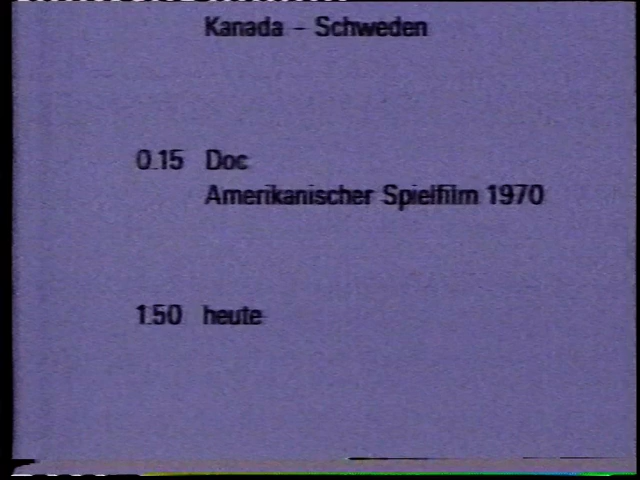 Kanada - Schweden
0.15 Doc
Amerikanischer Spielfilm 1970
1.50 heute